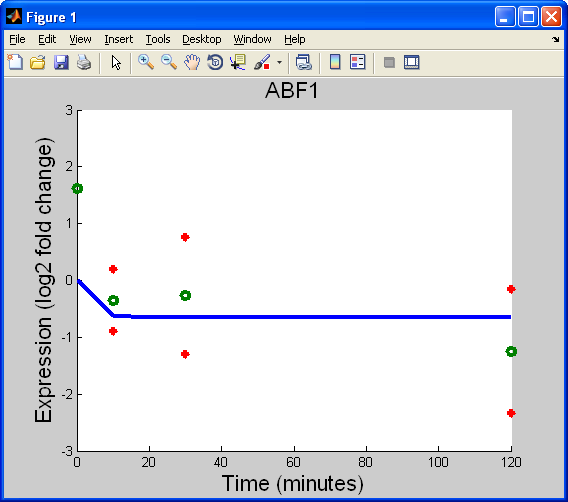 Figure 1
File Edit View Insert Tools Desktop Window Help
ABF1
Expression (log2 fold change)
3
2
1
0
-1
-2
-3
0 20 40 60 80 100 120
Time (minutes)